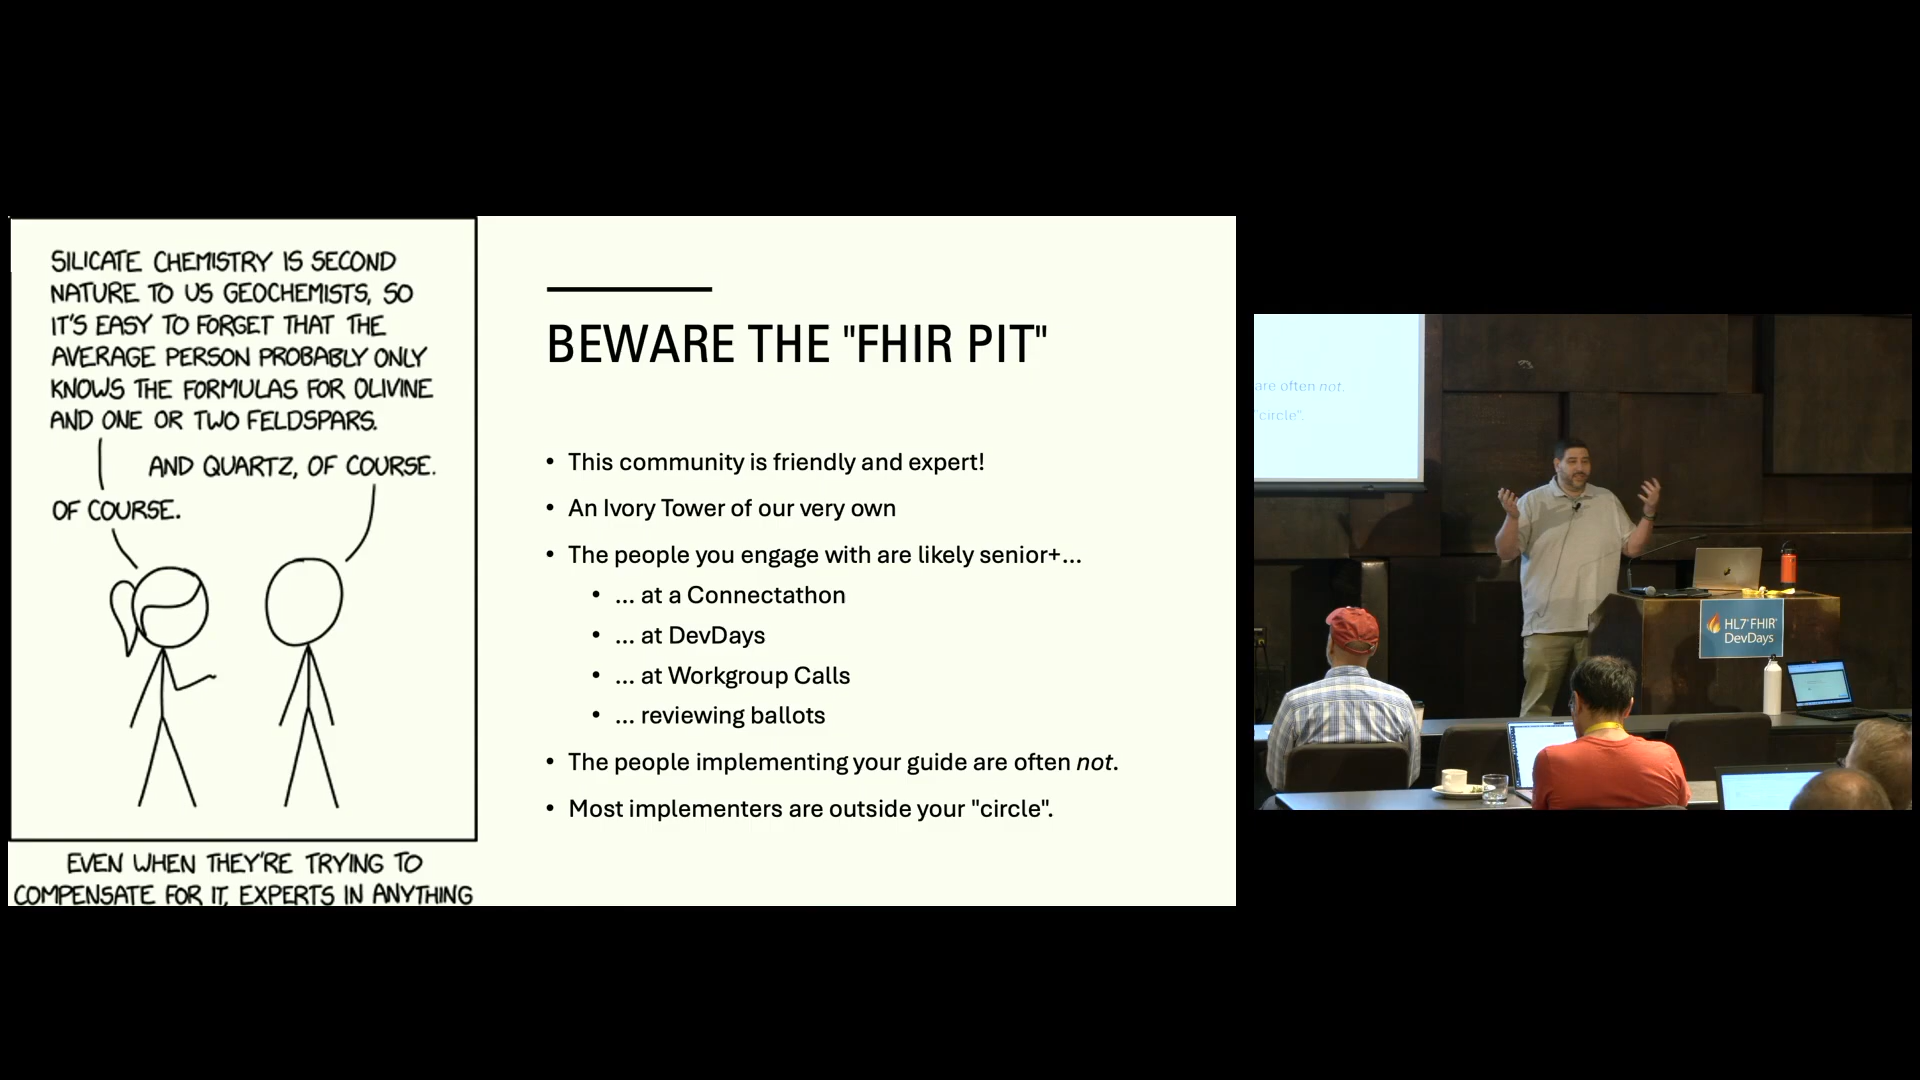 SILICATE CHEMISTRY IS SECOND
NATURE TO US GEOCHEMISTS, SO
IT'S EASY TO FORGET THAT THE
AVERAGE PERSON PROBABLY ONLY
KNOWS THE FORMULAS FOR OLIVINE
AND ONE OR TWO FELDSPARS.
AND QUARTZ, OF COURSE.
OF COURSE.
EVEN WHEN THEY'RE TRYING TO
COMPENSATE FOR IT, EXPERTS IN ANYTHING
BEWARE THE "FHIR PIT"
• This community is friendly and expert!
• An Ivory Tower of our very own
• The people you engage with are likely senior+...
• ... at a Connectathon
• ... at DevDays
• ... at Workgroup Calls
• ... reviewing ballots
• The people implementing your guide are often not.
• Most implementers are outside your "circle".
are often not.
"circle".
HL7® FHIR®
DevDays